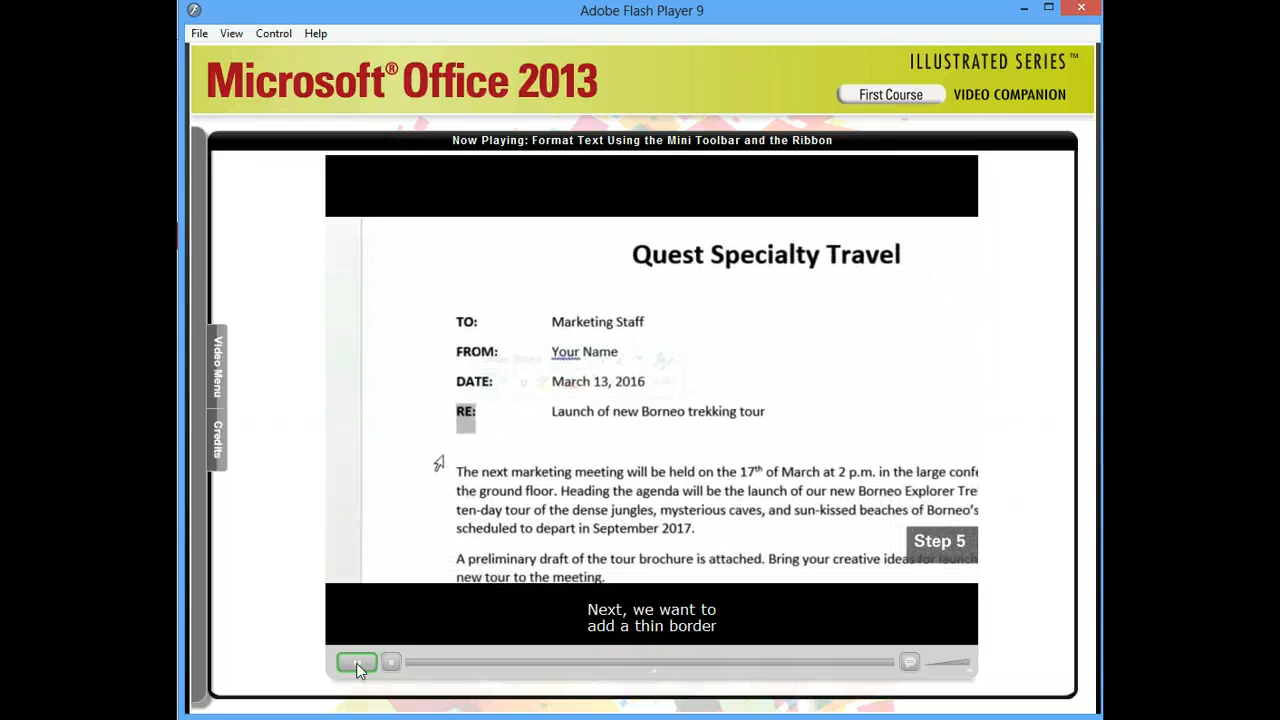 Adobe Flash Player 9
File View Control Help
Microsoft® Office 2013
ILLUSTRATED SERIES™
First Course VIDEO COMPANION
Now Playing: Format Text Using the Mini Toolbar and the Ribbon
Video Menu
Credits
Quest Specialty Travel
TO: Marketing Staff
FROM: Your Name
DATE: March 13, 2016
RE: Launch of new Borneo trekking tour
The next marketing meeting will be held on the 17th of March at 2 p.m. in the large confe
the ground floor. Heading the agenda will be the launch of our new Borneo Explorer Tre
ten-day tour of the dense jungles, mysterious caves, and sun-kissed beaches of Borneo's
scheduled to depart in September 2017.
Step 5
A preliminary draft of the tour brochure is attached. Bring your creative ideas for launch
new tour to the meeting.
Next, we want to
add a thin border